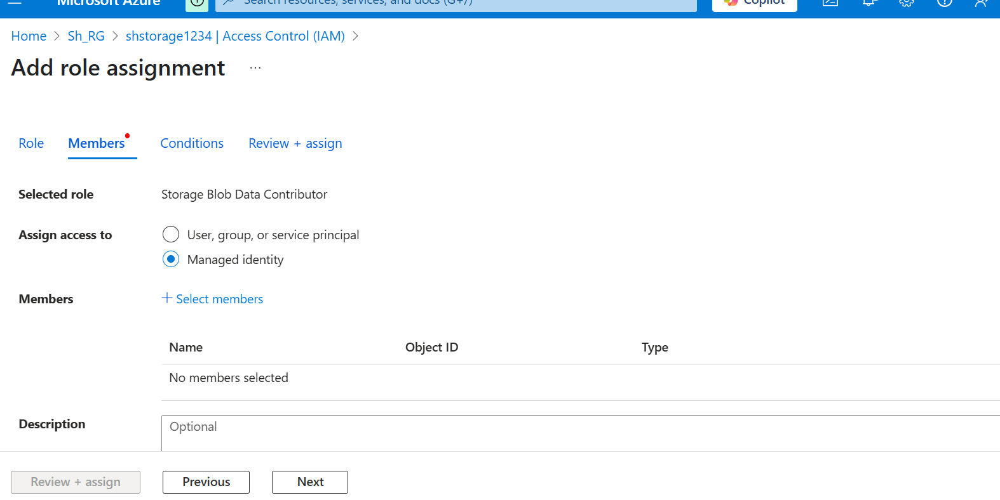 Microsoft Azure
Search resources, services, and docs (G+/)
Copilot
Home > Sh_RG > shstorage1234 | Access Control (IAM) >
Add role assignment ...
Role Members Conditions Review + assign
Selected role Storage Blob Data Contributor
Assign access to User, group, or service principal
Managed identity
Members + Select members
Name Object ID Type
No members selected
Description Optional
Review + assign Previous Next